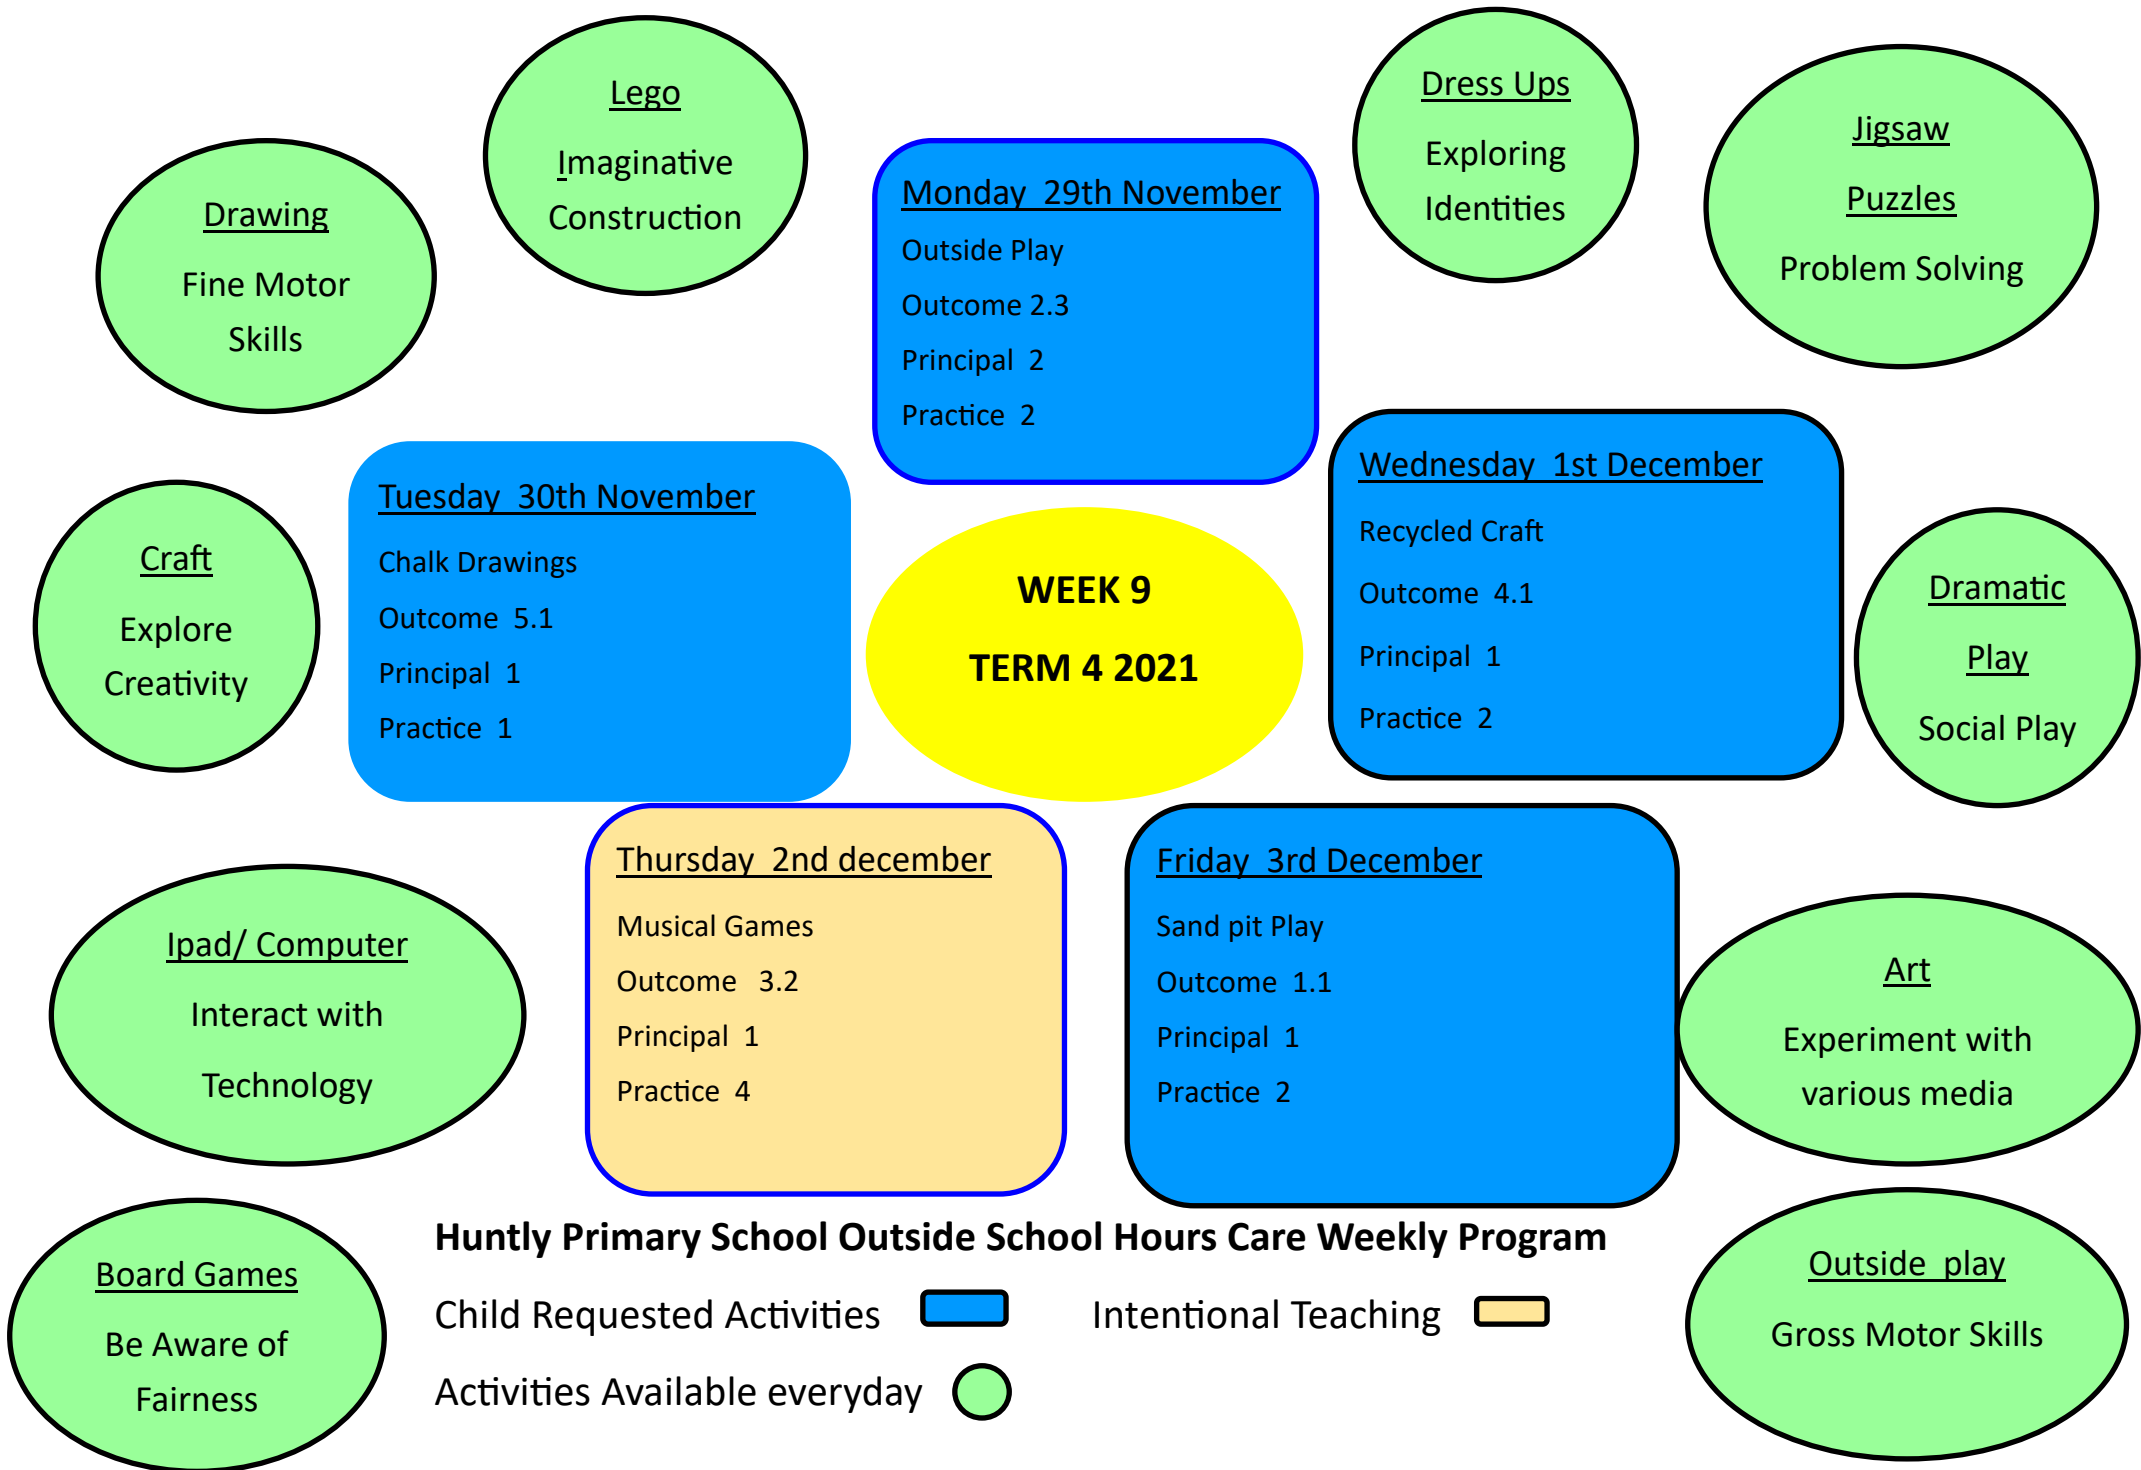 Lego
Imaginative
Construction
Dress Ups
Exploring
Identities
Jigsaw
Puzzles
Problem Solving
Drawing
Fine Motor
Skills
Monday  29th November
Outside Play
Outcome 2.3
Principal  2
Practice  2
Tuesday  30th November
Chalk Drawings
Outcome  5.1
Principal  1
Practice  1
Wednesday  1st December
Recycled Craft
Outcome  4.1
Principal  1
Practice  2
Craft
Explore
Creativity
WEEK 9
TERM 4 2021
Dramatic
Play
Social Play
Thursday  2nd december
Musical Games
Outcome   3.2
Principal  1
Practice  4
Friday  3rd December
Sand pit Play
Outcome  1.1
Principal  1
Practice  2
Ipad/ Computer
Interact with
Technology
Art
Experiment with
various media
Board Games
Be Aware of
Fairness
Huntly Primary School Outside School Hours Care Weekly Program
Child Requested Activities
Intentional Teaching
Activities Available everyday
Outside  play
Gross Motor Skills